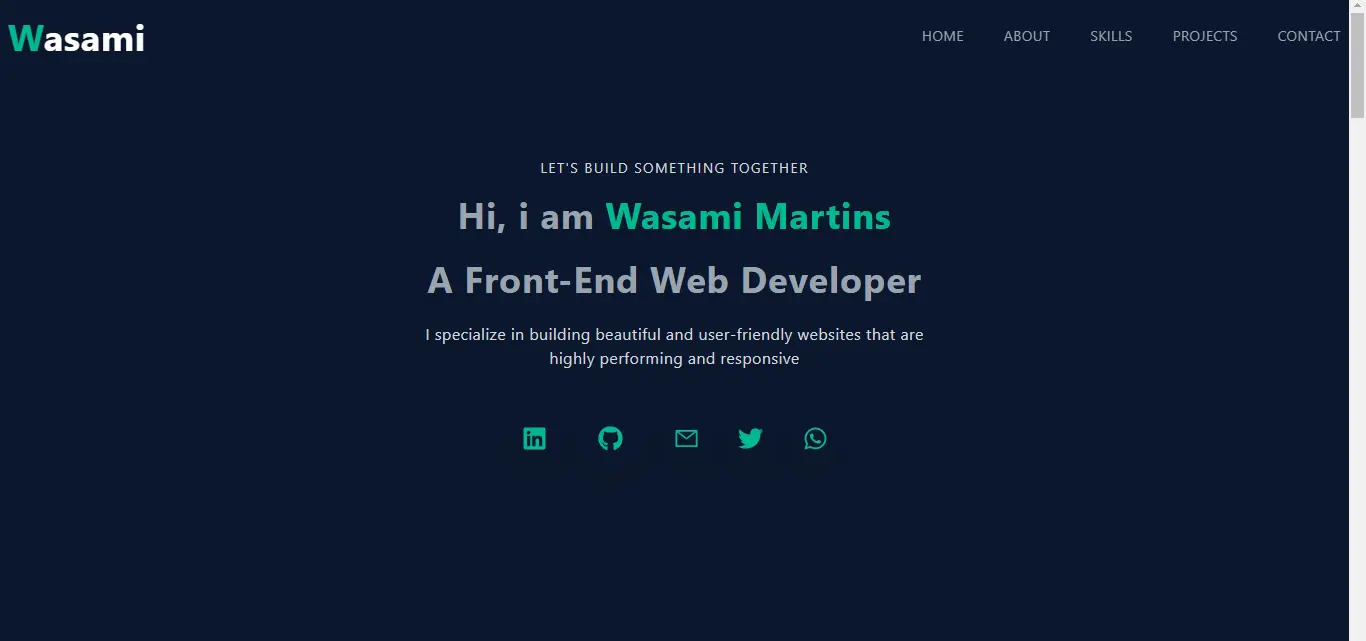 Wasami
HOME
ABOUT
SKILLS
PROJECTS
CONTACT
LET'S BUILD SOMETHING TOGETHER
Hi, i am Wasami Martins
A Front-End Web Developer
I specialize in building beautiful and user-friendly websites that are
highly performing and responsive
in